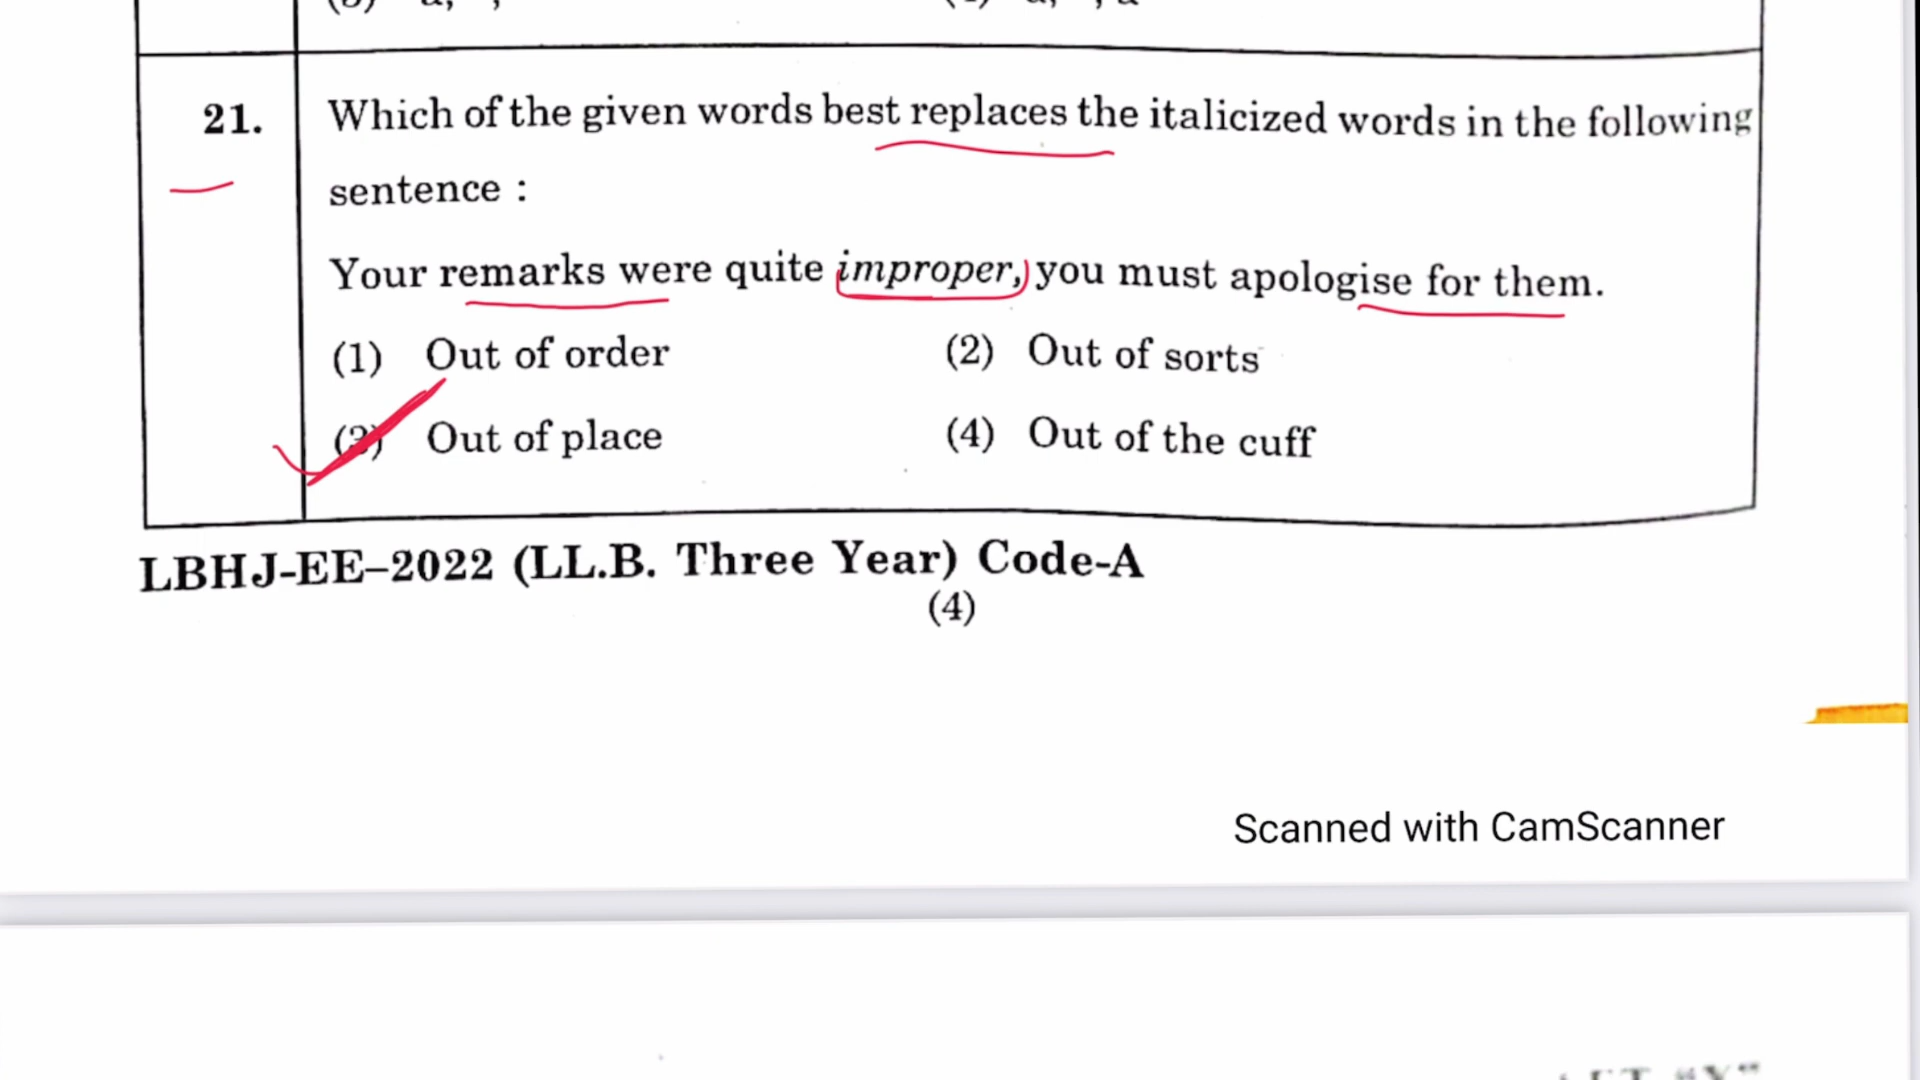 21. Which of the given words best replaces the italicized words in the following
sentence :
Your remarks were quite improper, you must apologise for them.
(1) Out of order (2) Out of sorts
(3) Out of place (4) Out of the cuff
LBHJ-EE–2022 (LL.B. Three Year) Code-A
(4)
Scanned with CamScanner